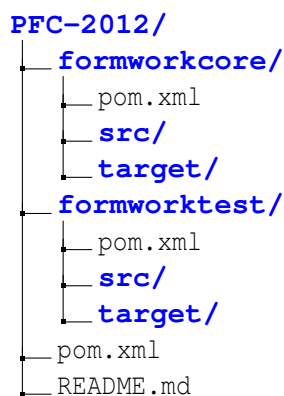 PFC-2012/
formworkcore/
pom.xml
src/
target/
formworktest/
pom.xml
src/
target/
pom.xml
README.md